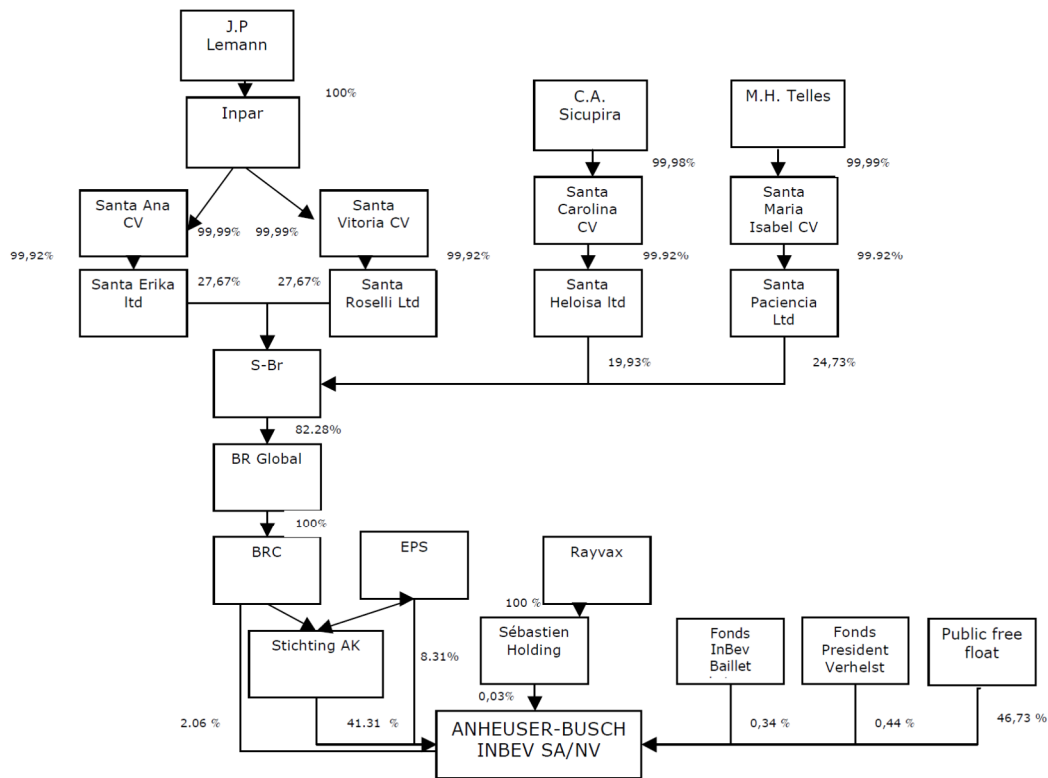 J.P
Lemann
100%
Inpar
C.A.
Sicupira
M.H. Telles
99,98%
99,99%
Santa Ana
CV
99,99%
99,99%
Santa
Vitoria CV
Santa
Carolina
CV
Santa
Maria
Isabel CV
99,92%
99,92%
99.92%
99.92%
Santa Erika
ltd
27,67%
27,67%
Santa
Roselli Ltd
Santa
Heloisa ltd
Santa
Paciencia
Ltd
S-Br
19,93%
24,73%
82.28%
BR Global
100%
BRC
EPS
Rayvax
100 %
Stichting AK
8.31%
Sébastien
Holding
Fonds
InBev
Baillet
Fonds
President
Verhelst
Public free
float
0,03%
2.06 %
41.31 %
ANHEUSER-BUSCH
INBEV SA/NV
0,34 %
0,44 %
46,73 %